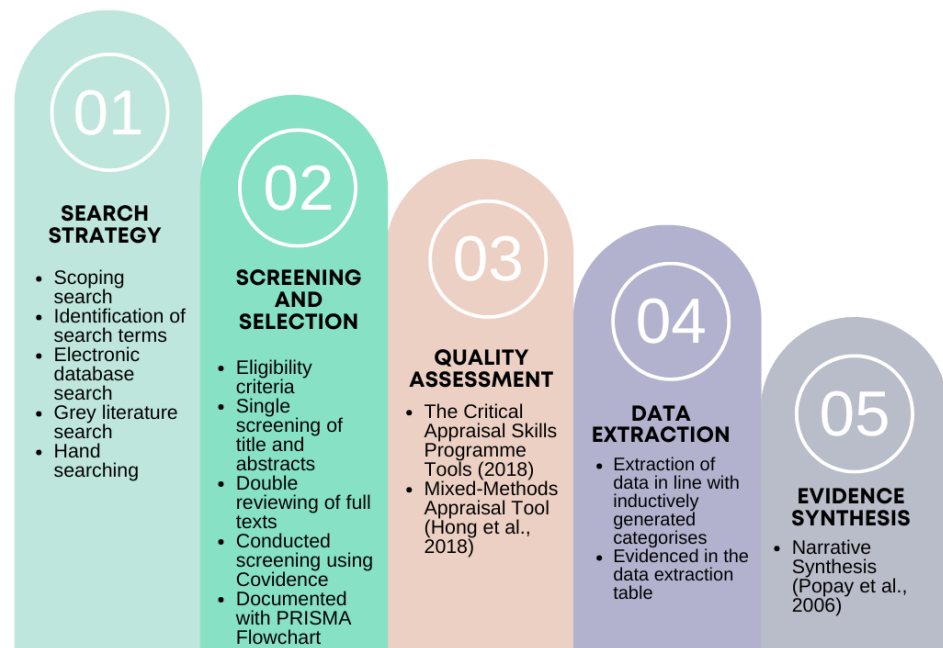 01
SEARCH
STRATEGY
• Scoping
search
• Identification of
search terms
• Electronic
database
search
• Grey literature
search
• Hand
searching
02
SCREENING
AND
SELECTION
• Eligibility
criteria
• Single
screening of
title and
abstracts
• Double
reviewing of full
texts
• Conducted
screening using
Covidence
• Documented
with PRISMA
Flowchart
03
QUALITY
ASSESSMENT
• The Critical
Appraisal Skills
Programme
Tools (2018)
• Mixed-Methods
Appraisal Tool
(Hong et al.,
2018)
04
DATA
EXTRACTION
• Extraction of
data in line with
inductively
generated
categorises
• Evidenced in the
data extraction
table
05
EVIDENCE
SYNTHESIS
• Narrative
Synthesis
(Popay et al.,
2006)